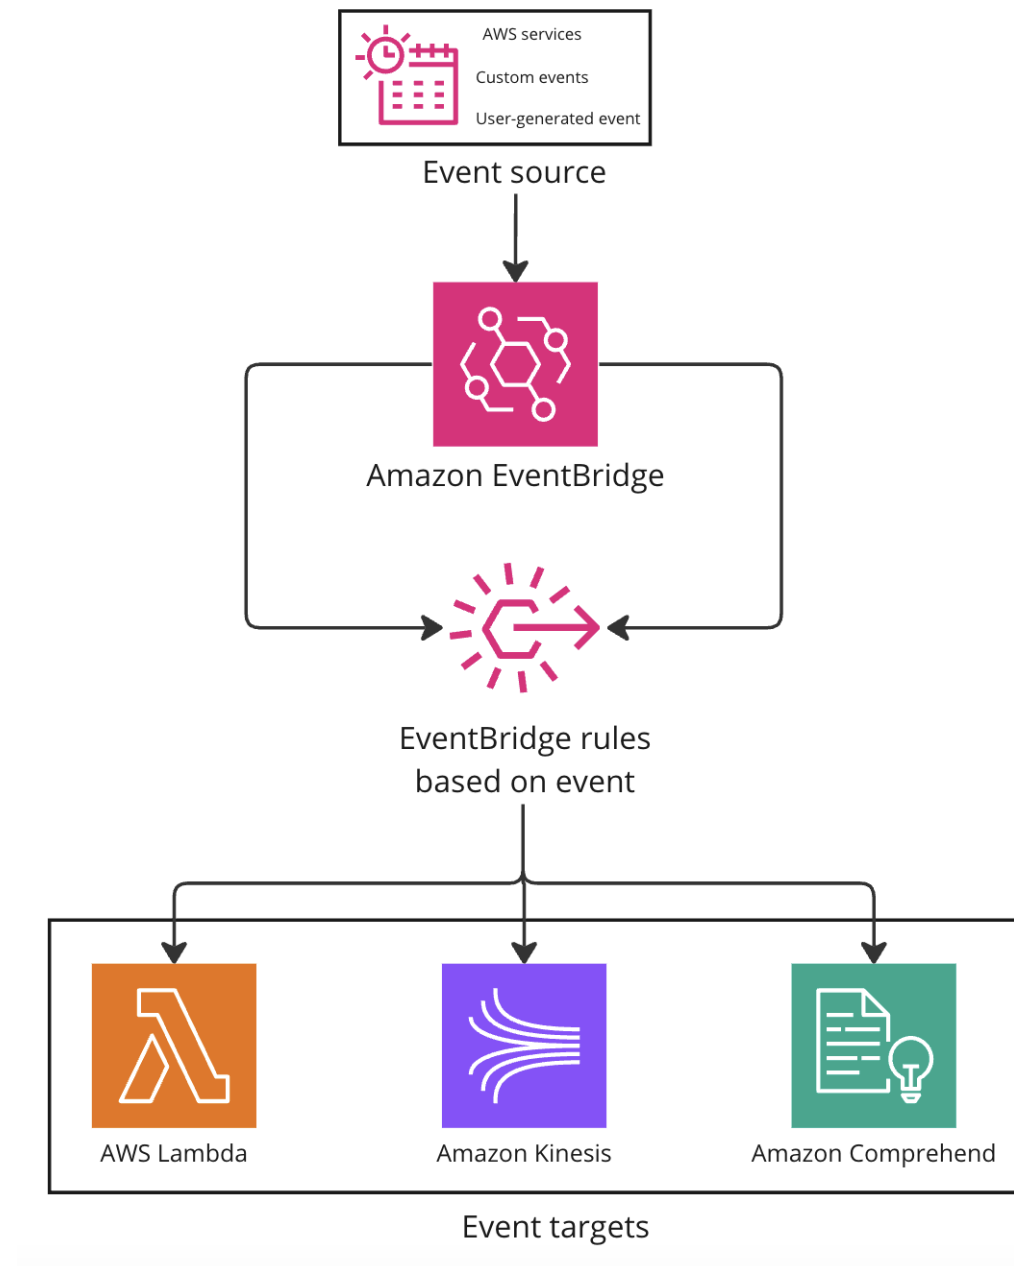 AWS services
Custom events
User-generated event
Event source
Amazon EventBridge
EventBridge rules
based on event
AWS Lambda
Amazon Kinesis
Amazon Comprehend
Event targets